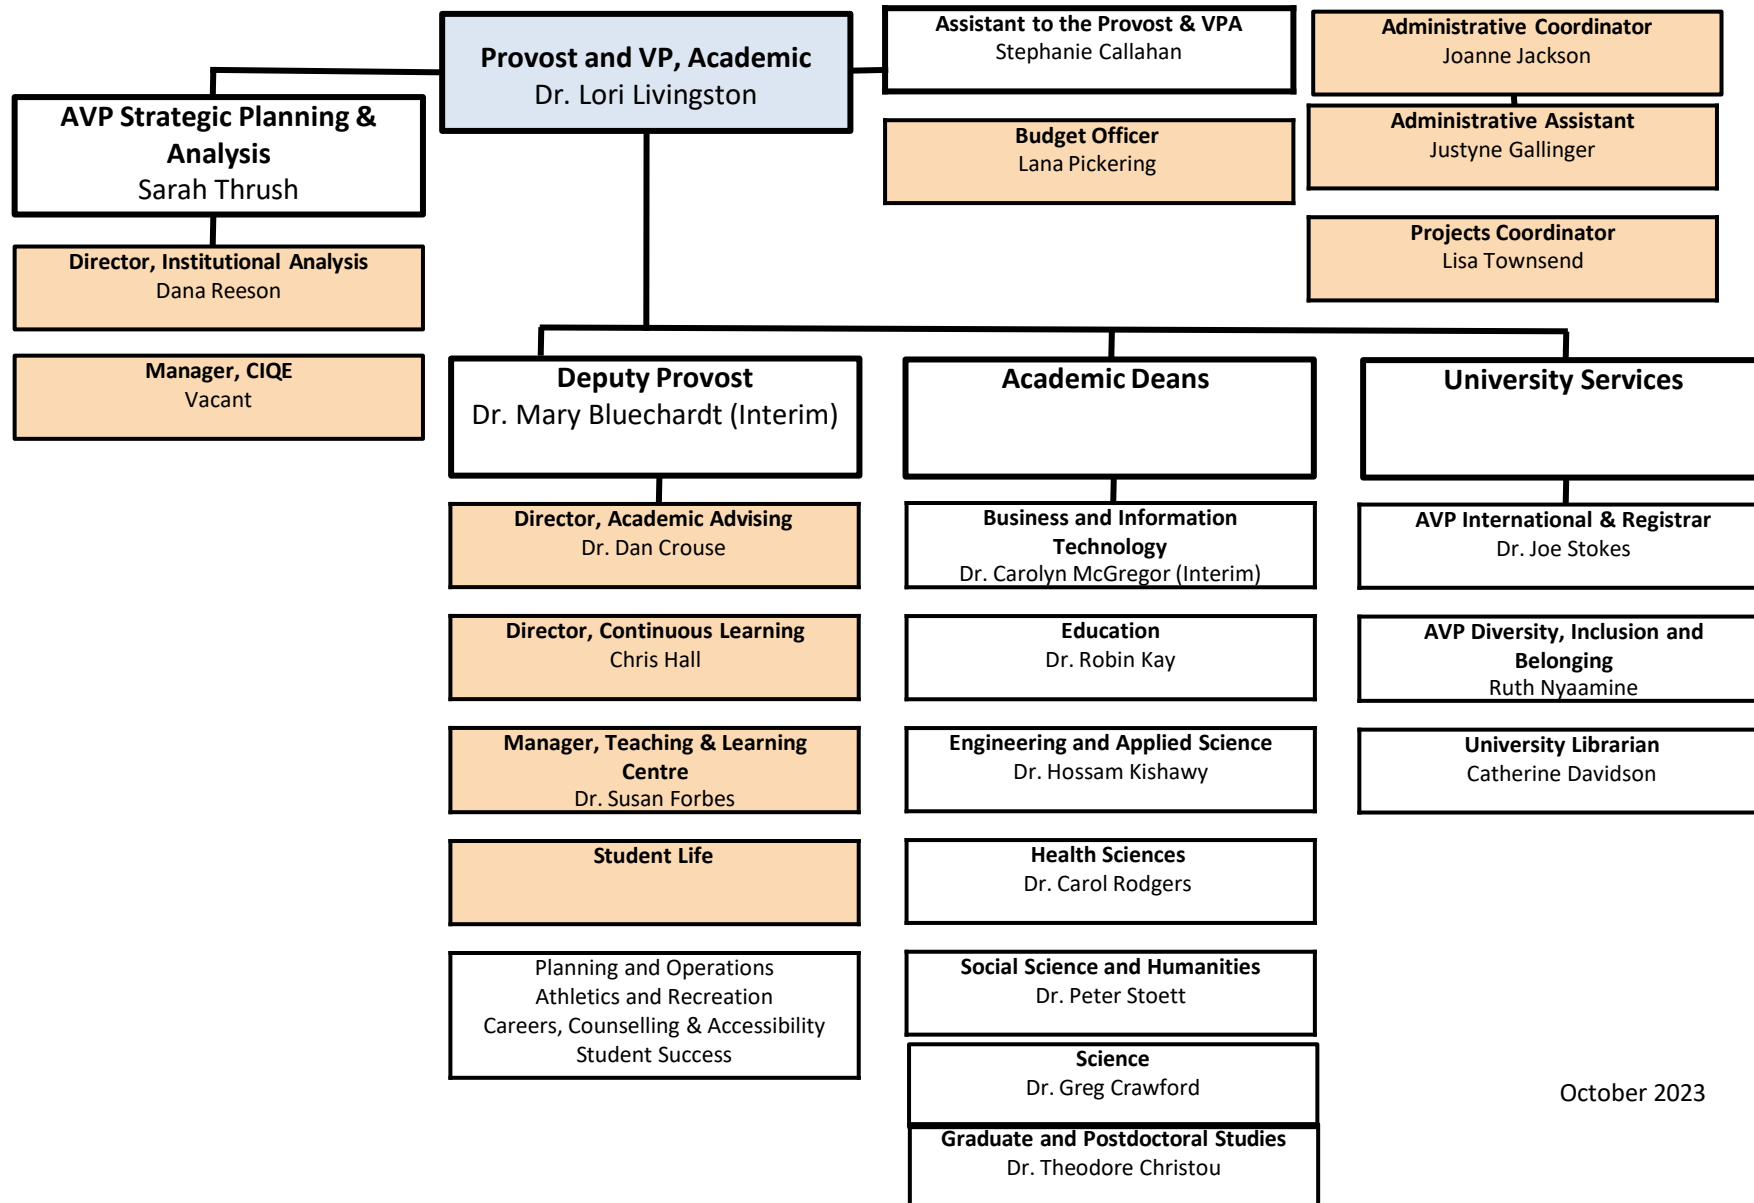 Provost and VP, Academic
Dr. Lori Livingston
Assistant to the Provost & VPA
Stephanie Callahan
Administrative Coordinator
Joanne Jackson
AVP Strategic Planning &
Analysis
Sarah Thrush
Budget Officer
Lana Pickering
Administrative Assistant
Justyne Gallinger
Projects Coordinator
Lisa Townsend
Director, Institutional Analysis
Dana Reeson
Manager, CIQE
Vacant
Deputy Provost
Dr. Mary Bluechardt (Interim)
Director, Academic Advising
Dr. Dan Crouse
Director, Continuous Learning
Chris Hall
Manager, Teaching & Learning
Centre
Dr. Susan Forbes
Student Life
Planning and Operations
Athletics and Recreation
Careers, Counselling & Accessibility
Student Success
Academic Deans
Business and Information
Technology
Dr. Carolyn McGregor (Interim)
Education
Dr. Robin Kay
Engineering and Applied Science
Dr. Hossam Kishawy
Health Sciences
Dr. Carol Rodgers
Social Science and Humanities
Dr. Peter Stoett
Science
Dr. Greg Crawford
Graduate and Postdoctoral Studies
Dr. Theodore Christou
University Services
AVP International & Registrar
Dr. Joe Stokes
AVP Diversity, Inclusion and
Belonging
Ruth Nyaamine
University Librarian
Catherine Davidson
October 2023